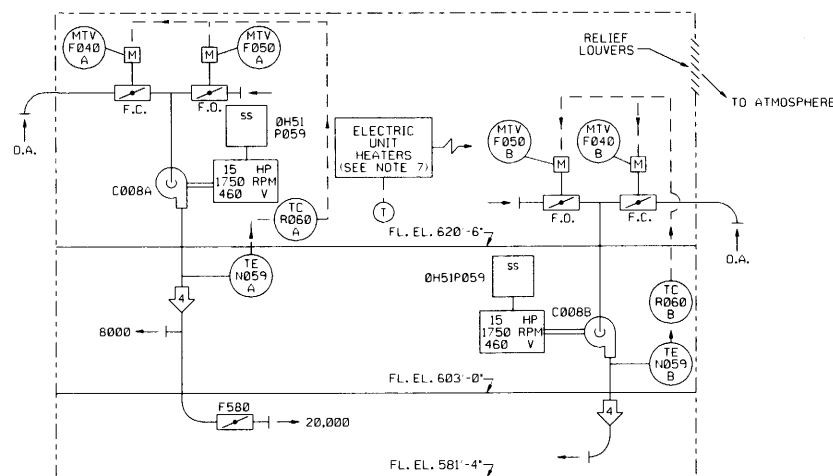 MTV
F040
A
MTV
F050
A
M
M
F.C.
F.O.
O.A.
SS
0H51
P059
C008A
15 HP
1750 RPM
460 V
ELECTRIC
UNIT
HEATERS
(SEE NOTE 7)
T
RELIEF
LOUVERS
TO ATMOSPHERE
MTV
F050
B
MTV
F040
B
M
M
F.O.
F.C.
O.A.
TC
R060
A
FL. EL. 620'-6"
TE
N059
A
4
8000
0H51P059
SS
15 HP
1750 RPM
460 V
C008B
TC
R060
B
TE
N059
B
FL. EL. 603'-0"
F580
20,000
4
FL. EL. 581'-4"